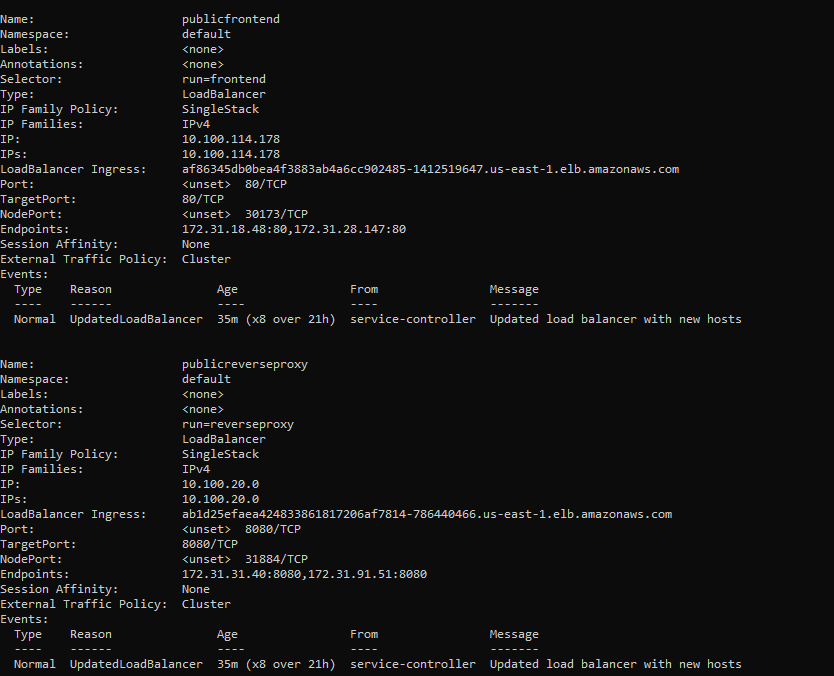 Name:                     publicfrontend
Namespace:                default
Labels:                   <none>
Annotations:              <none>
Selector:                 run=frontend
Type:                     LoadBalancer
IP Family Policy:         SingleStack
IP Families:              IPv4
IP:                       10.100.114.178
IPs:                      10.100.114.178
LoadBalancer Ingress:     af86345db0bea4f3883ab4a6cc902485-1412519647.us-east-1.elb.amazonaws.com
Port:                     <unset>  80/TCP
TargetPort:               80/TCP
NodePort:                 <unset>  30173/TCP
Endpoints:                172.31.18.48:80,172.31.28.147:80
Session Affinity:         None
External Traffic Policy:  Cluster
Events:
  Type    Reason               Age                From                Message
  ----    ------               ----               ----                -------
  Normal  UpdatedLoadBalancer  35m (x8 over 21h)  service-controller  Updated load balancer with new hosts
Name:                     publicreverseproxy
Namespace:                default
Labels:                   <none>
Annotations:              <none>
Selector:                 run=reverseproxy
Type:                     LoadBalancer
IP Family Policy:         SingleStack
IP Families:              IPv4
IP:                       10.100.20.0
IPs:                      10.100.20.0
LoadBalancer Ingress:     ab1d25efaea424833861817206af7814-786440466.us-east-1.elb.amazonaws.com
Port:                     <unset>  8080/TCP
TargetPort:               8080/TCP
NodePort:                 <unset>  31884/TCP
Endpoints:                172.31.31.40:8080,172.31.91.51:8080
Session Affinity:         None
External Traffic Policy:  Cluster
Events:
  Type    Reason               Age                From                Message
  ----    ------               ----               ----                -------
  Normal  UpdatedLoadBalancer  35m (x8 over 21h)  service-controller  Updated load balancer with new hosts